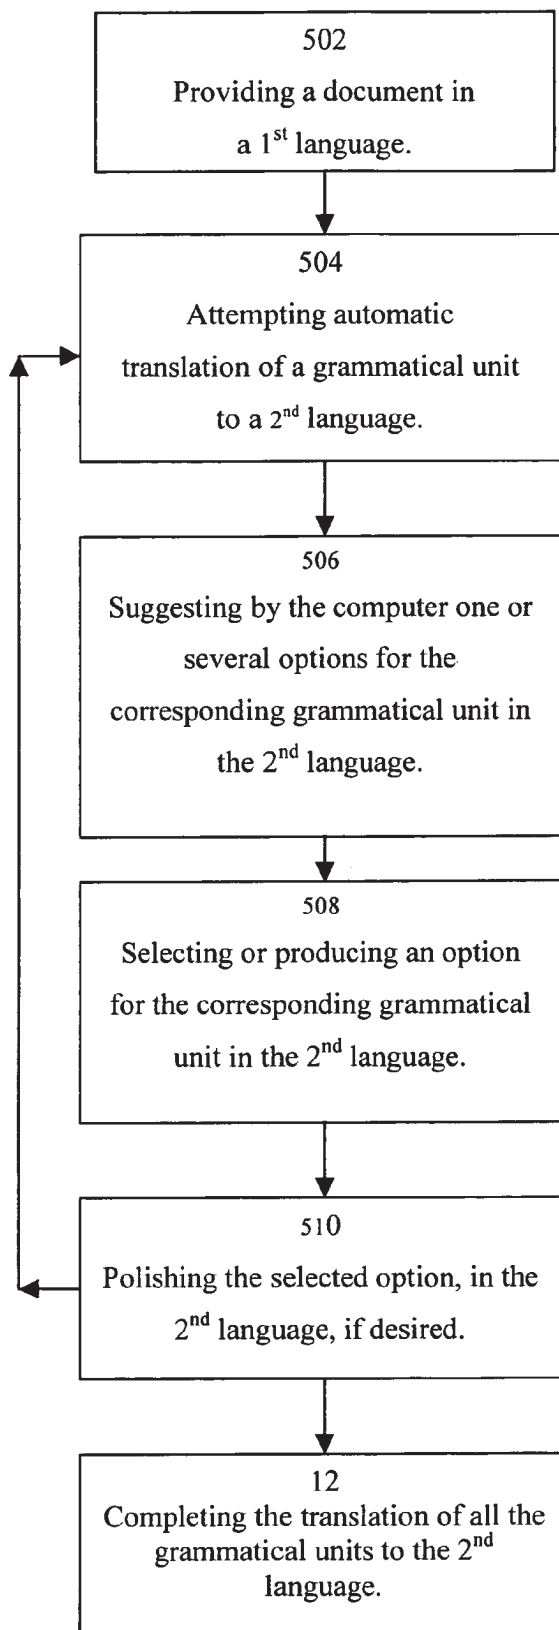 502
Providing a document in
a 1st language.
504
Attempting automatic
translation of a grammatical unit
to a 2nd language.
506
Suggesting by the computer one or
several options for the
corresponding grammatical unit in
the 2nd language.
508
Selecting or producing an option
for the corresponding grammatical
unit in the 2nd language.
510
Polishing the selected option, in the
2nd language, if desired.
12
Completing the translation of all the
grammatical units to the 2nd
language.